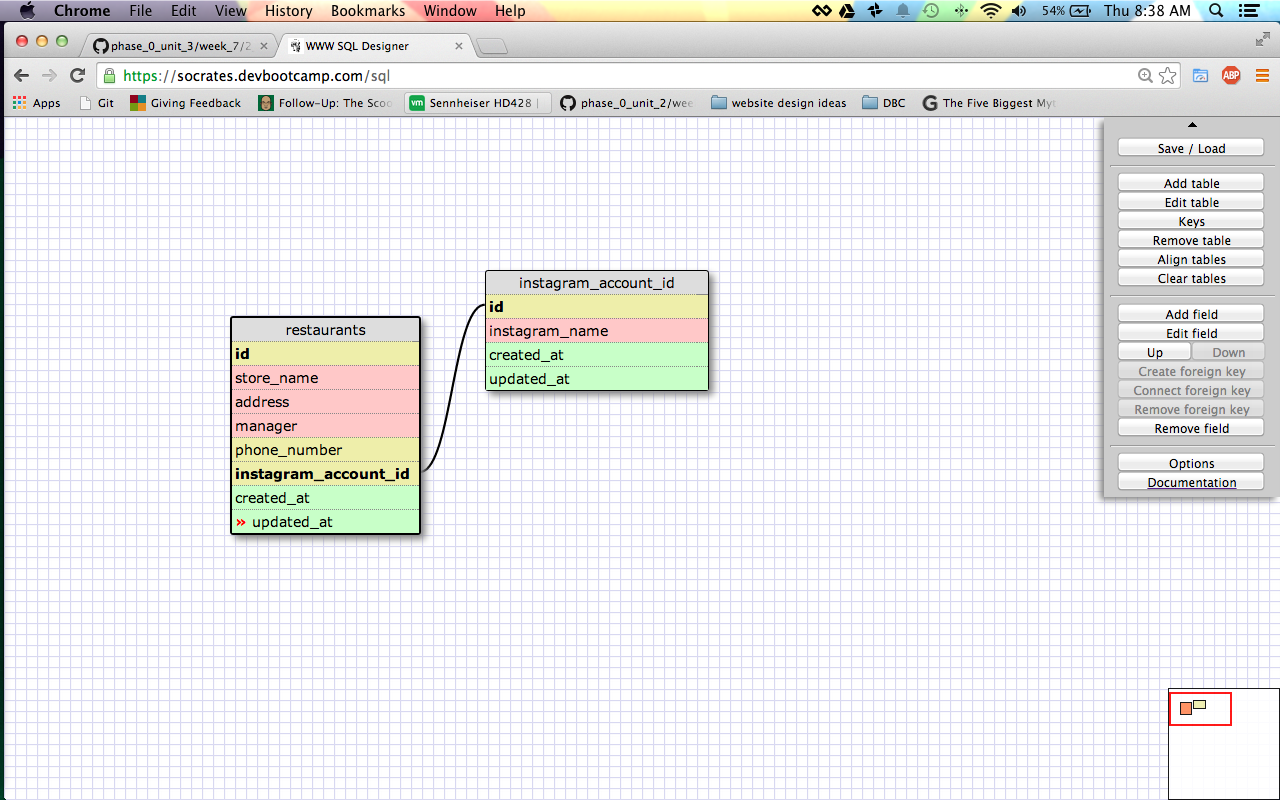 Chrome File Edit View History Bookmarks Window Help 54% Thu 8:38 AM
phase_0_unit_3/week_7/2 WWW SQL Designer
https://socrates.devbootcamp.com/sql ABP
Apps Git Giving Feedback Follow-Up: The Scoo vm Sennheiser HD428 | phase_0_unit_2/wee website design ideas DBC G The Five Biggest Myt
Save / Load
Add table
Edit table
Keys
Remove table
Align tables
Clear tables
Add field
Edit field
Up Down
Create foreign key
Connect foreign key
Remove foreign key
Remove field
Options
Documentation
instagram_account_id
id
instagram_name
created_at
updated_at
restaurants
id
store_name
address
manager
phone_number
instagram_account_id
created_at
» updated_at